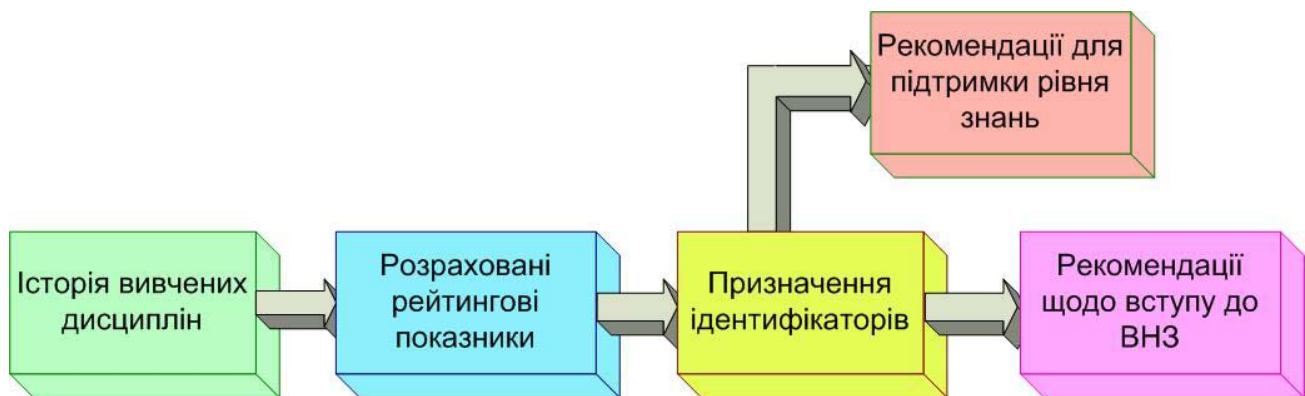 Рекомендації для
підтримки рівня
знань
Історія вивчених
дисциплін
Розраховані
рейтингові
показники
Призначення
ідентифікаторів
Рекомендації
щодо вступу до
ВНЗ